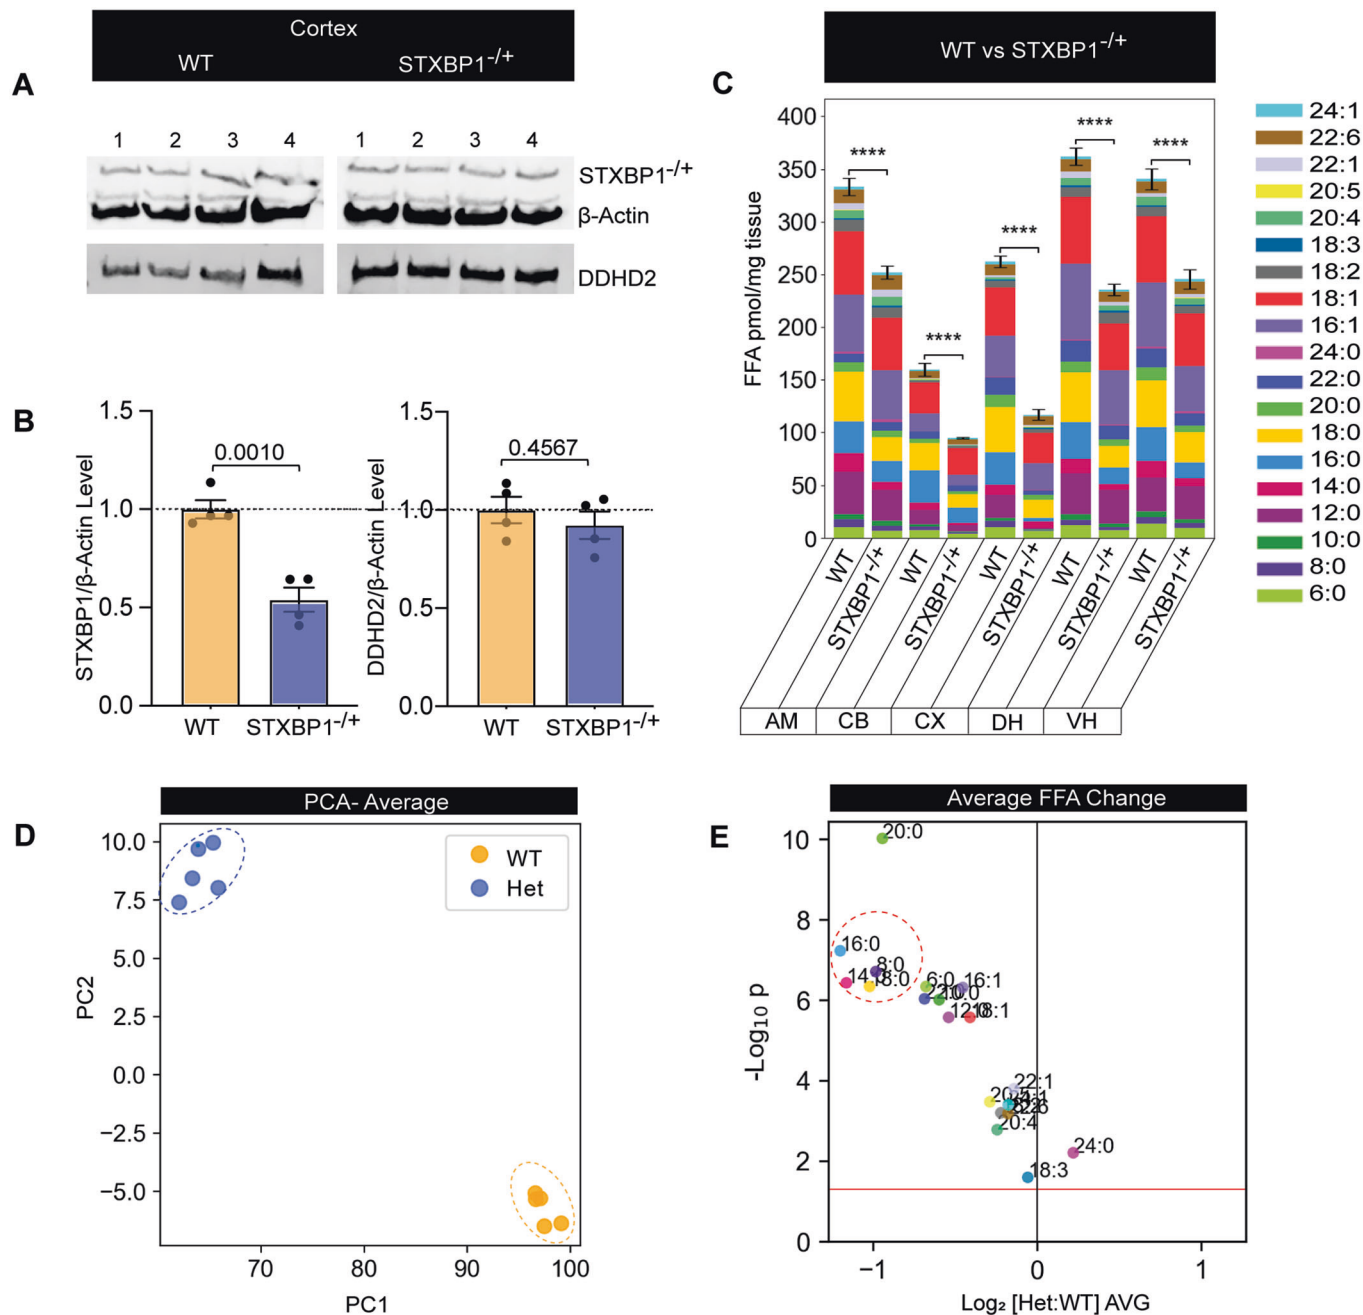 Cortex
WT STXBP1-/+
A
1 2 3 4 1 2 3 4
STXBP1-/+
β-Actin
DDHD2
B
STXBP1/β-Actin Level
1.5
1.0
0.5
0.0
0.0010
WT STXBP1-/+
DDHD2/β-Actin Level
1.5
1.0
0.5
1.0
0.4567
WT STXBP1-/+
WT vs STXBP1-/+
C
FFA pmol/mg tissue
400
350
300
250
200
150
100
50
0
**** **** **** **** ****
WT STXBP1-/+ WT STXBP1-/+ WT STXBP1-/+ WT STXBP1-/+ WT STXBP1-/+
AM CB CX DH VH
24:1
22:6
22:1
20:5
20:4
18:3
18:2
18:1
16:1
24:0
22:0
20:0
18:0
16:0
14:0
12:0
10:0
8:0
6:0
PCA- Average
D
PC2
10.0
7.5
5.0
2.5
0.0
−2.5
−5.0
WT
Het
70 80 90 100
PC1
Average FFA Change
E
-Log10 p
10
8
6
4
2
0
20:0
16:0
8:0
14:0
18:0
6:0
16:1
22:0
10:0
12:0
18:1
22:1
20:5
20:4
24:0
18:3
−1 0 1
Log₂ [Het:WT] AVG